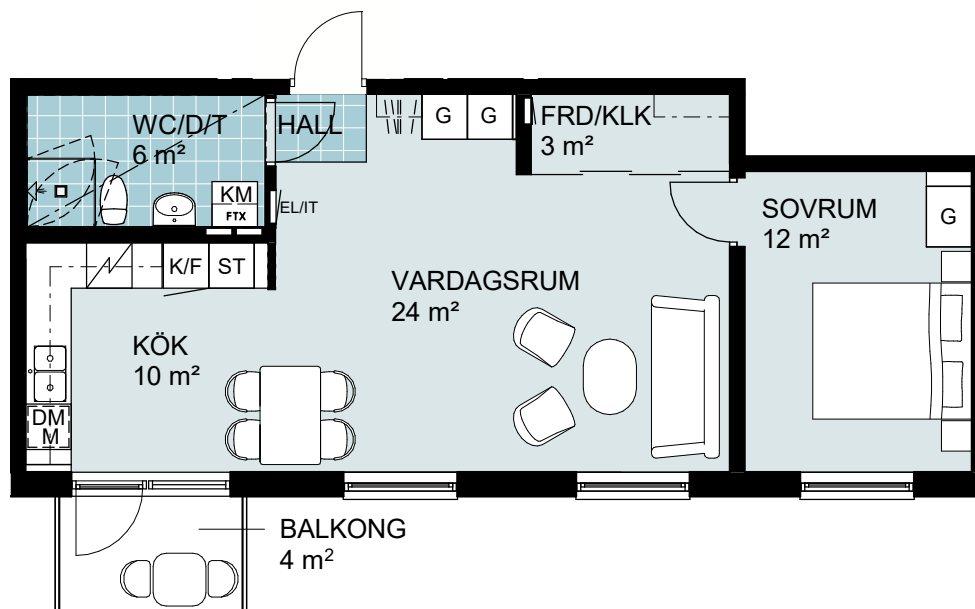 WC/D/T
6 m²
HALL
G
G
FRD/KLK
3 m²
KM
FTX
EL/IT
SOVRUM
12 m²
G
K/F
ST
VARDAGSRUM
24 m²
KÖK
10 m²
DM
M
BALKONG
4 m²